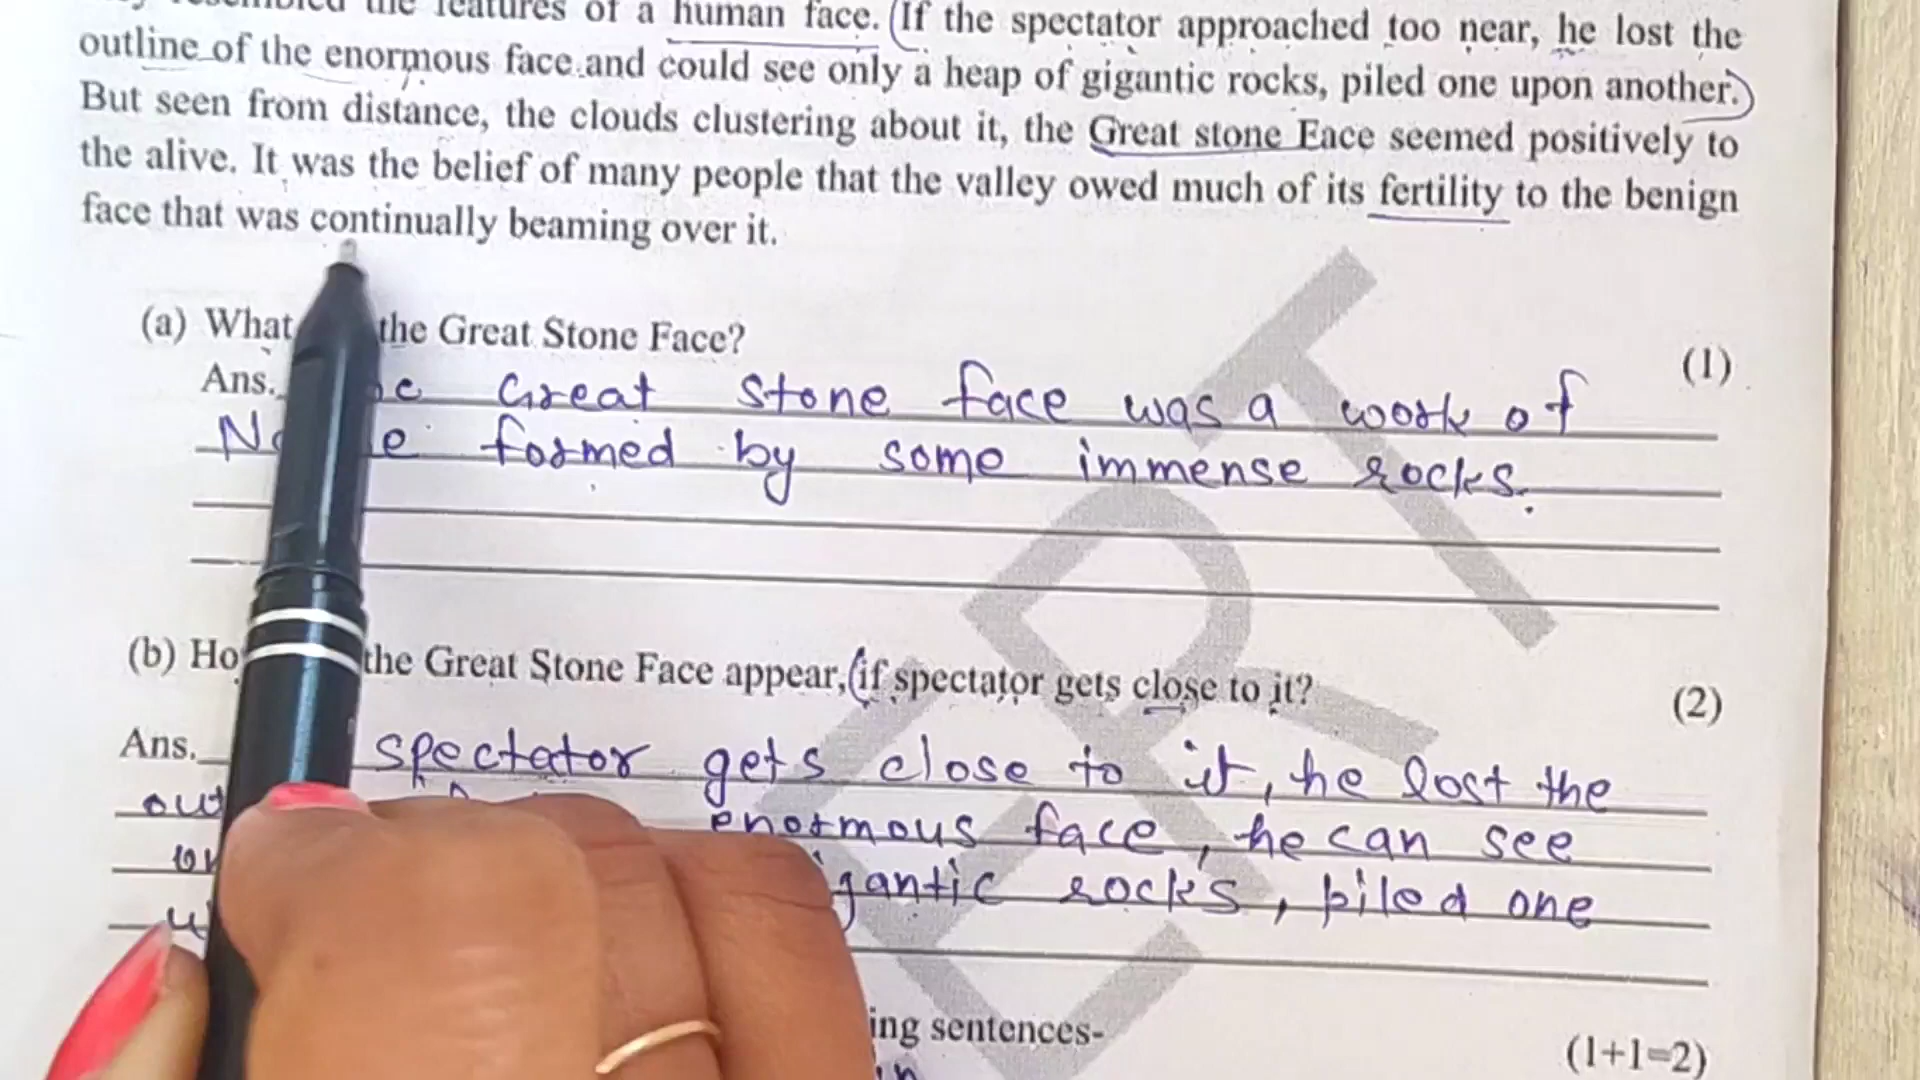 resembled the features of a human face. (If the spectator approached too near, he lost the
outline of the enormous face and could see only a heap of gigantic rocks, piled one upon another.)
But seen from distance, the clouds clustering about it, the Great stone Face seemed positively to
the alive. It was the belief of many people that the valley owed much of its fertility to the benign
face that was continually beaming over it.
(a) What the Great Stone Face?
(1)
Ans. Great stone face was a work of
formed by some immense rocks.
(b) the Great Stone Face appear, (if spectator gets close to it?
(2)
Ans. spectator gets close to it, he lost the
enormous face, he can see
rocks, piled one
ing sentences-
(1+1=2)
ERT